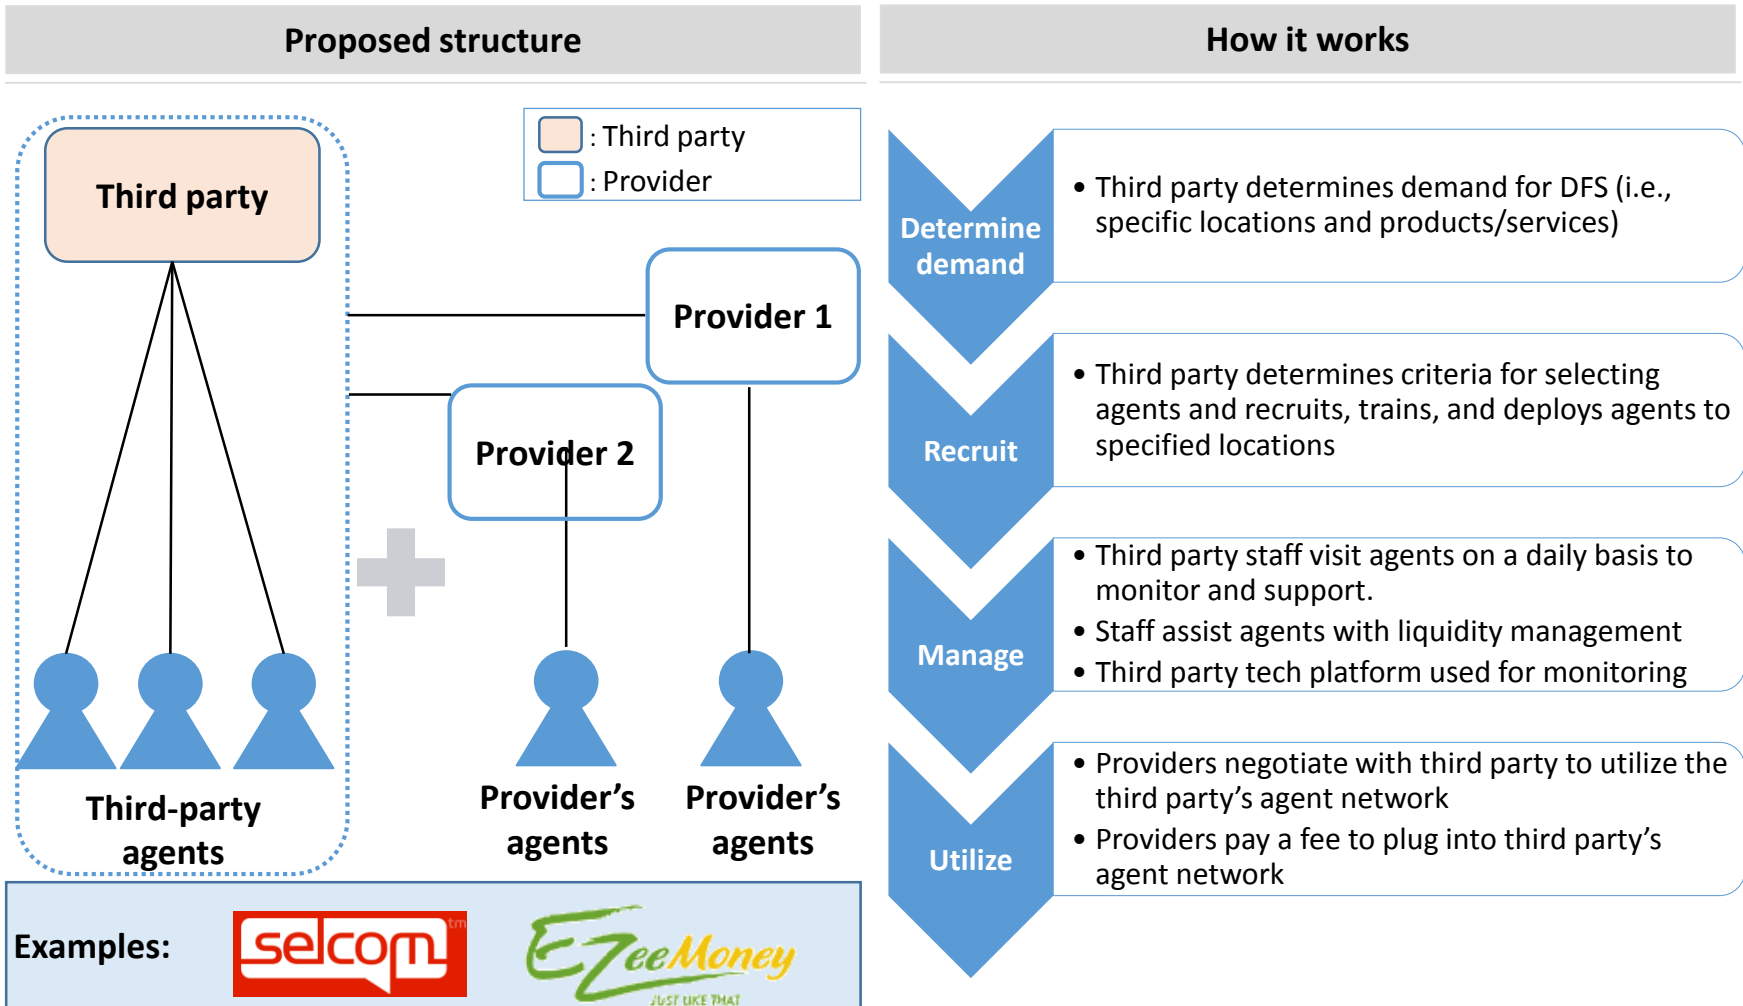 Proposed structure
: Third party
: Provider
Third party
Provider 1
Provider 2
Third-party
agents
Provider’s
agents
Provider’s
agents
Examples:
selcom
tm
EZeeMoney
JUST LIKE THAT
How it works
Determine
demand
• Third party determines demand for DFS (i.e.,
specific locations and products/services)
Recruit
• Third party determines criteria for selecting
agents and recruits, trains, and deploys agents to
specified locations
Manage
• Third party staff visit agents on a daily basis to
monitor and support.
• Staff assist agents with liquidity management
• Third party tech platform used for monitoring
Utilize
• Providers negotiate with third party to utilize the
third party’s agent network
• Providers pay a fee to plug into third party’s
agent network